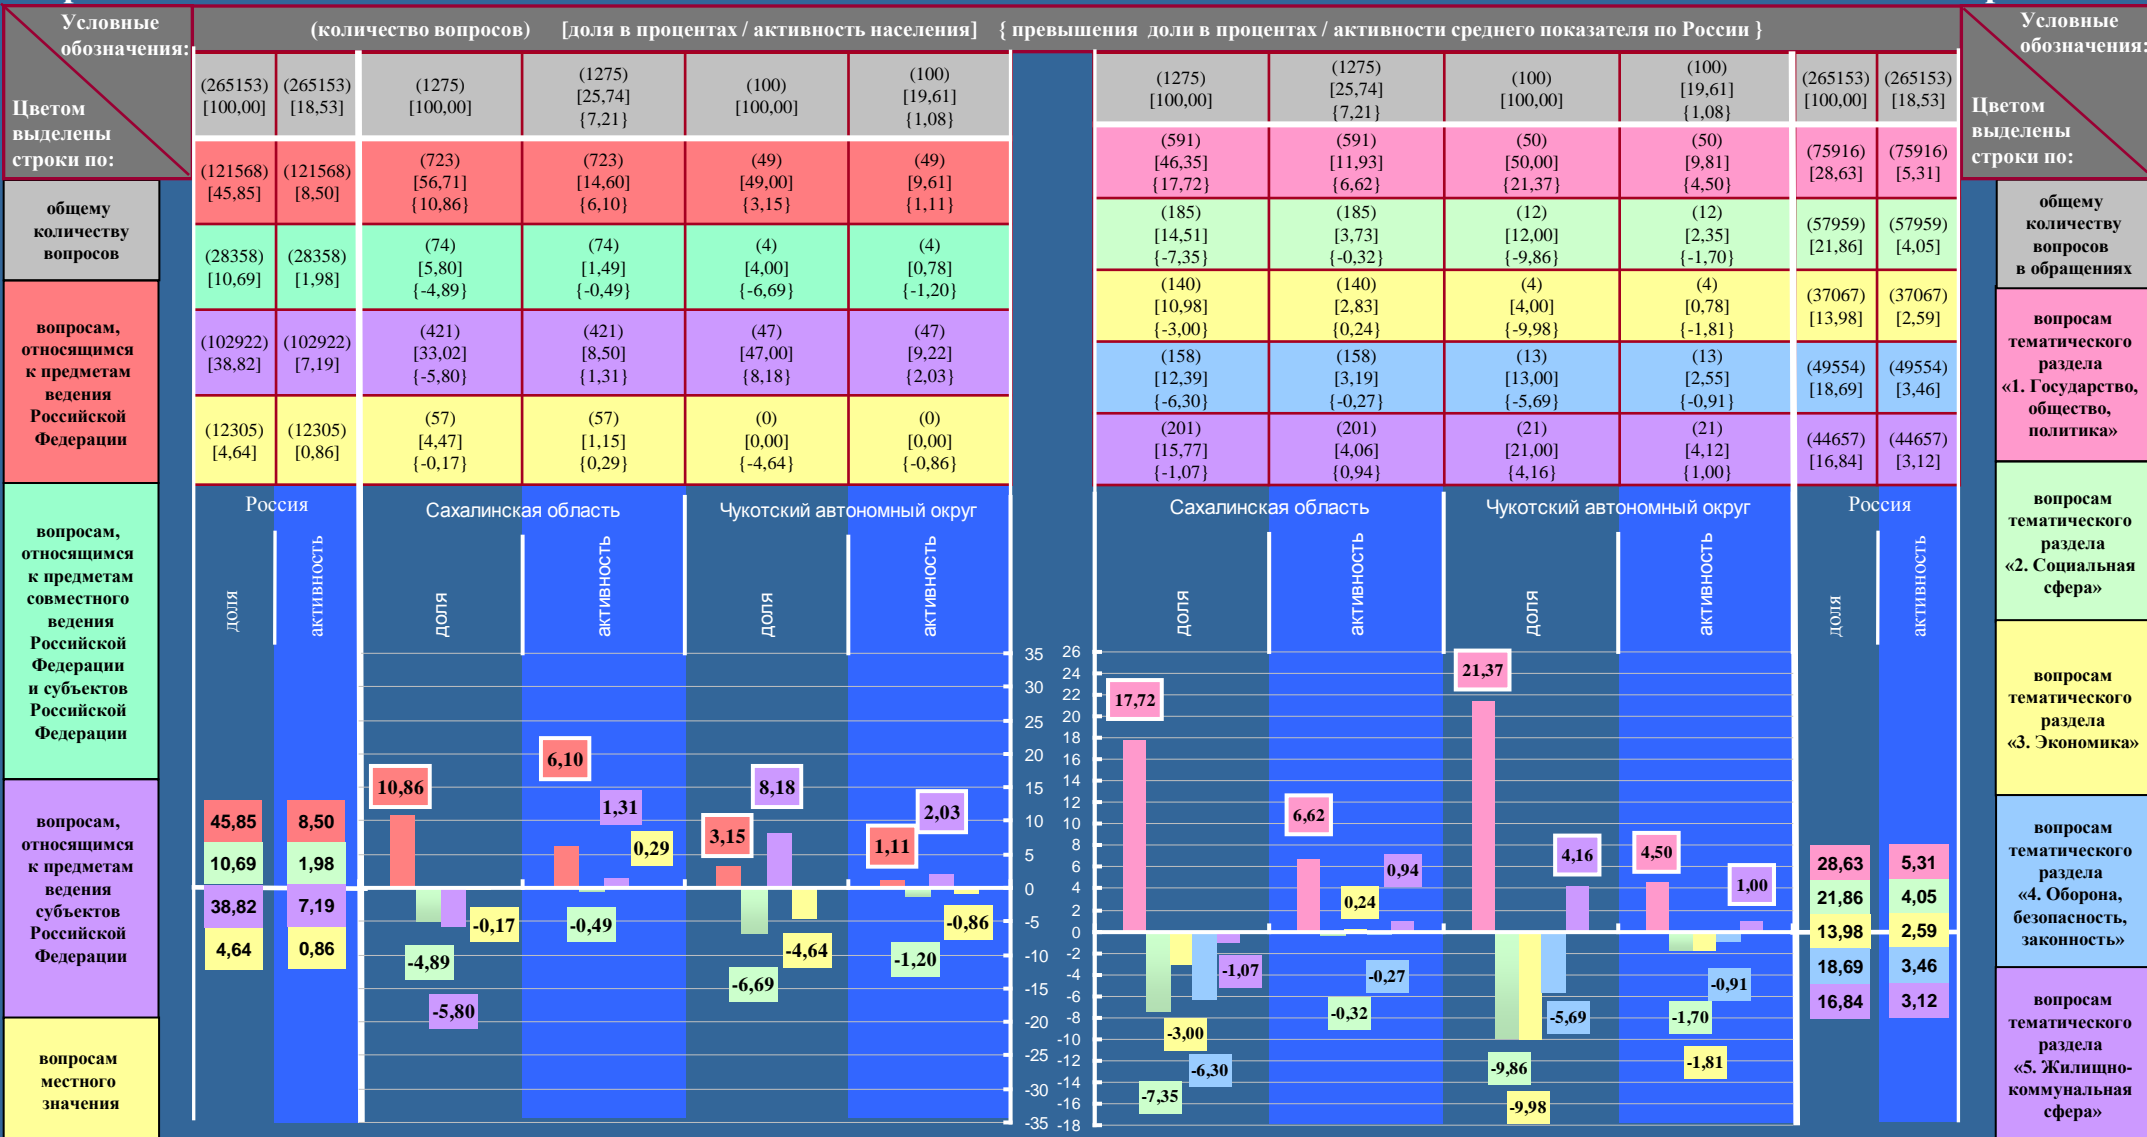 Условные
обозначения:
Цветом
выделены
строки по:
(количество вопросов) [доля в процентах / активность населения] { превышения доли в процентах / активности среднего показателя по России }
Условные
обозначения:
Цветом
выделены
строки по:
(265153)
[100,00]
(265153)
[18,53]
(1275)
[100,00]
(1275)
[25,74]
{7,21}
(100)
[100,00]
(100)
[19,61]
{1,08}
(121568)
[45,85]
(121568)
[8,50]
(723)
[56,71]
{10,86}
(723)
[14,60]
{6,10}
(49)
[49,00]
{3,15}
(49)
[9,61]
{1,11}
(28358)
[10,69]
(28358)
[1,98]
(74)
[5,80]
{-4,89}
(74)
[1,49]
{-0,49}
(4)
[4,00]
{-6,69}
(4)
[0,78]
{-1,20}
(102922)
[38,82]
(102922)
[7,19]
(421)
[33,02]
{-5,80}
(421)
[8,50]
{1,31}
(47)
[47,00]
{8,18}
(47)
[9,22]
{2,03}
(12305)
[4,64]
(12305)
[0,86]
(57)
[4,47]
{-0,17}
(57)
[1,15]
{0,29}
(0)
[0,00]
{-4,64}
(0)
[0,00]
{-0,86}
(1275)
[100,00]
(1275)
[25,74]
{7,21}
(100)
[100,00]
(100)
[19,61]
{1,08}
(265153)
[100,00]
(265153)
[18,53]
(591)
[46,35]
{17,72}
(591)
[11,93]
{6,62}
(50)
[50,00]
{21,37}
(50)
[9,81]
{4,50}
(75916)
[28,63]
(75916)
[5,31]
(185)
[14,51]
{-7,35}
(185)
[3,73]
{-0,32}
(12)
[12,00]
{-9,86}
(12)
[2,35]
{-1,70}
(57959)
[21,86]
(57959)
[4,05]
(140)
[10,98]
{-3,00}
(140)
[2,83]
{0,24}
(4)
[4,00]
{-9,98}
(4)
[0,78]
{-1,81}
(37067)
[13,98]
(37067)
[2,59]
(158)
[12,39]
{-6,30}
(158)
[3,19]
{-0,27}
(13)
[13,00]
{-5,69}
(13)
[2,55]
{-0,91}
(49554)
[18,69]
(49554)
[3,46]
(201)
[15,77]
{-1,07}
(201)
[4,06]
{0,94}
(21)
[21,00]
{4,16}
(21)
[4,12]
{1,00}
(44657)
[16,84]
(44657)
[3,12]
общему
количеству
вопросов
вопросам,
относящимся
к предметам
ведения
Российской
Федерации
вопросам,
относящимся
к предметам
совместного
ведения
Российской
Федерации
и субъектов
Российской
Федерации
вопросам,
относящимся
к предметам
ведения
субъектов
Российской
Федерации
вопросам
местного
значения
Россия
доля
активность
Сахалинская область
доля
активность
Чукотский автономный округ
доля
активность
45,85
10,69
38,82
4,64
8,50
1,98
7,19
0,86
10,86
-4,89
-5,80
-0,17
6,10
-0,49
1,31
0,29
3,15
-6,69
8,18
-4,64
1,11
-1,20
2,03
-0,86
35
30
25
20
15
10
5
0
-5
-10
-15
-20
-25
-30
-35
26
24
22
20
18
16
14
12
10
8
6
4
2
0
-2
-4
-6
-8
-10
-12
-14
-16
-18
Сахалинская область
доля
активность
Чукотский автономный округ
доля
активность
Россия
доля
активность
17,72
-7,35
-3,00
-6,30
-1,07
6,62
-0,32
0,24
-0,27
0,94
21,37
-9,86
-9,98
-5,69
4,16
4,50
-1,70
-1,81
-0,91
1,00
28,63
21,86
13,98
18,69
16,84
5,31
4,05
2,59
3,46
3,12
общему
количеству
вопросов
в обращениях
вопросам
тематического
раздела
«1. Государство,
общество,
политика»
вопросам
тематического
раздела
«2. Социальная
сфера»
вопросам
тематического
раздела
«3. Экономика»
вопросам
тематического
раздела
«4. Оборона,
безопасность,
законность»
вопросам
тематического
раздела
«5. Жилищно-
коммунальная
сфера»